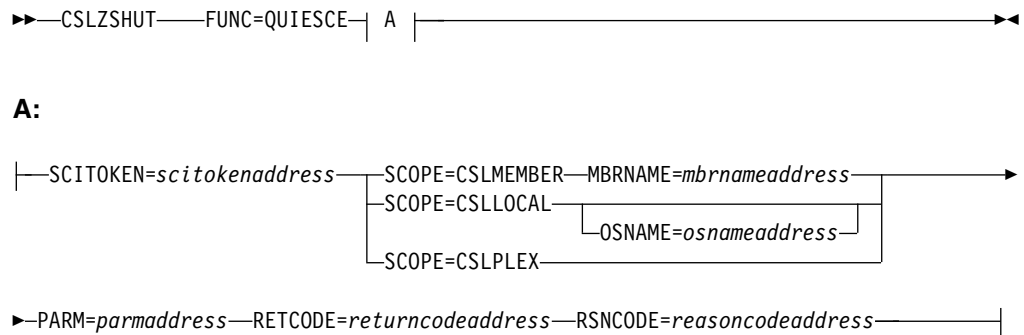 CSLZSHUT FUNC=QUIESCE A
A:
SCITOKEN=scitokenaddress SCOPE=CSLMEMBER MBRNAME=mbrnameaddress
SCOPE=CSLLOCAL
OSNAME=osnameaddress
SCOPE=CSLPLEX
PARM=parmaddress RETCODE=returncodeaddress RSNCODE=reasoncodeaddress